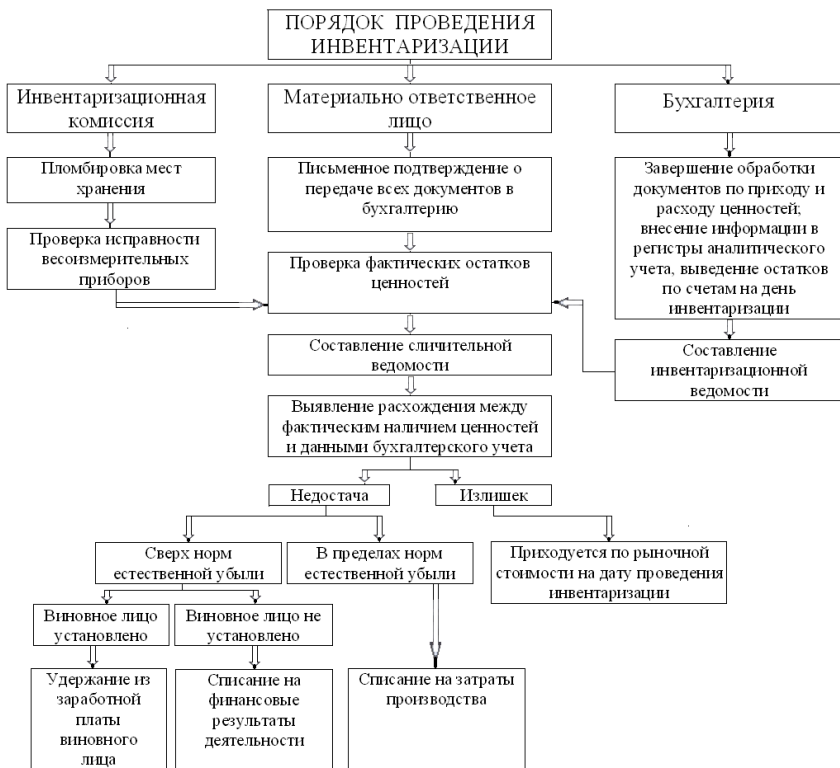 ПОРЯДОК ПРОВЕДЕНИЯ
ИНВЕНТАРИЗАЦИИ
Инвентаризационная
комиссия
Материально ответственное
лицо
Бухгалтерия
Пломбировка мест
хранения
Письменное подтверждение о
передаче всех документов в
бухгалтерию
Завершение обработки
документов по приходу и
расходу ценностей;
внесение информации в
регистры аналитического
учета, выведение остатков
по счетам на день
инвентаризации
Проверка исправности
весоизмерительных
приборов
Проверка фактических остатков
ценностей
Составление сличительной
ведомости
Составление
инвентаризационной
ведомости
Выявление расхождения между
фактическим наличием ценностей
и данными бухгалтерского учета
Недостача
Излишек
Сверх норм
естественной убыли
В пределах норм
естественной убыли
Приходуется по рыночной
стоимости на дату проведения
инвентаризации
Виновное лицо
установлено
Виновное лицо не
установлено
Удержание из
заработной
платы
виновного
лица
Списание на
финансовые
результаты
деятельности
Списание на затраты
производства